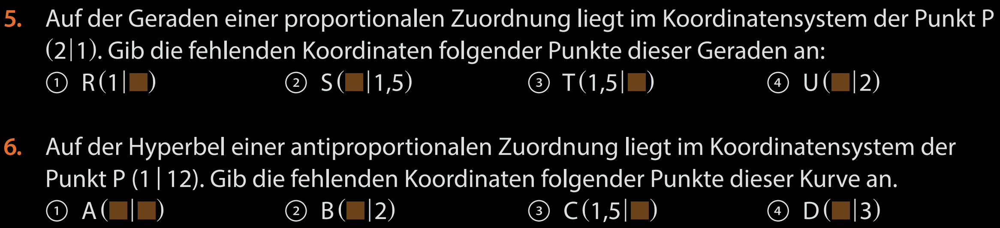 5. Auf der Geraden einer proportionalen Zuordnung liegt im Koordinatensystem der Punkt P
(2|1). Gib die fehlenden Koordinaten folgender Punkte dieser Geraden an:
① R(1|■) ② S(■|1,5) ③ T(1,5|■) ④ U(■|2)
6. Auf der Hyperbel einer antiproportionalen Zuordnung liegt im Koordinatensystem der
Punkt P (1|12). Gib die fehlenden Koordinaten folgender Punkte dieser Kurve an.
① A(■|■) ② B(■|2) ③ C(1,5|■) ④ D(■|3)